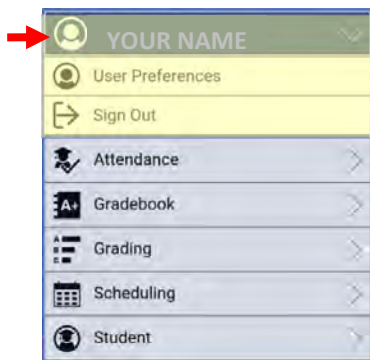 YOUR NAME
User Preferences
Sign Out
Attendance
A+ Gradebook
Grading
Scheduling
Student